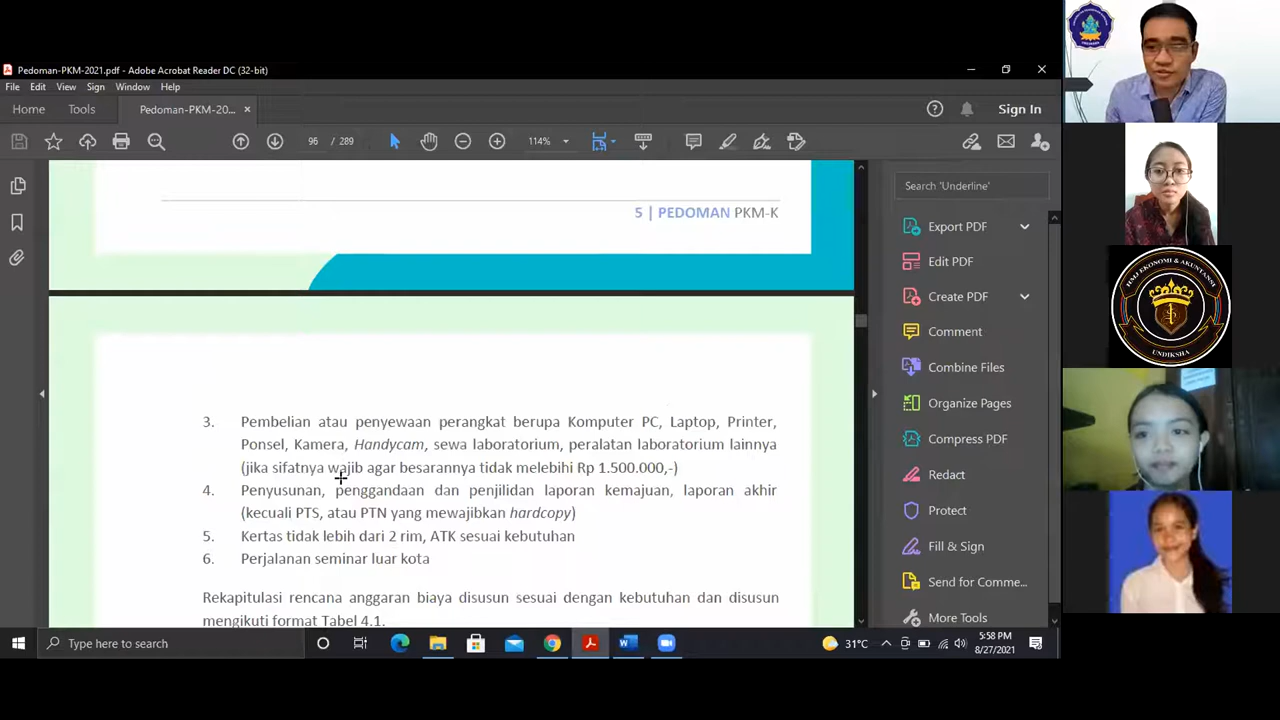 Pedoman-PKM-2021.pdf - Adobe Acrobat Reader DC (32-bit)
File Edit View Sign Window Help
Home Tools Pedoman-PKM-20... Sign In
96 / 289 114%
5 | PEDOMAN PKM-K
3. Pembelian atau penyewaan perangkat berupa Komputer PC, Laptop, Printer,
Ponsel, Kamera, Handycam, sewa laboratorium, peralatan laboratorium lainnya
(jika sifatnya wajib agar besarannya tidak melebihi Rp 1.500.000,-)
4. Penyusunan, penggandaan dan penjilidan laporan kemajuan, laporan akhir
(kecuali PTS, atau PTN yang mewajibkan hardcopy)
5. Kertas tidak lebih dari 2 rim, ATK sesuai kebutuhan
6. Perjalanan seminar luar kota
Rekapitulasi rencana anggaran biaya disusun sesuai dengan kebutuhan dan disusun
mengikuti format Tabel 4.1.
Search 'Underline'
Export PDF
Edit PDF
Create PDF
Comment
Combine Files
Organize Pages
Compress PDF
Redact
Protect
Fill & Sign
Send for Comme...
More Tools
HMJ EKONOMI & AKUNTANSI
UNDIKSHA
Type here to search
31°C
5:58 PM
8/27/2021